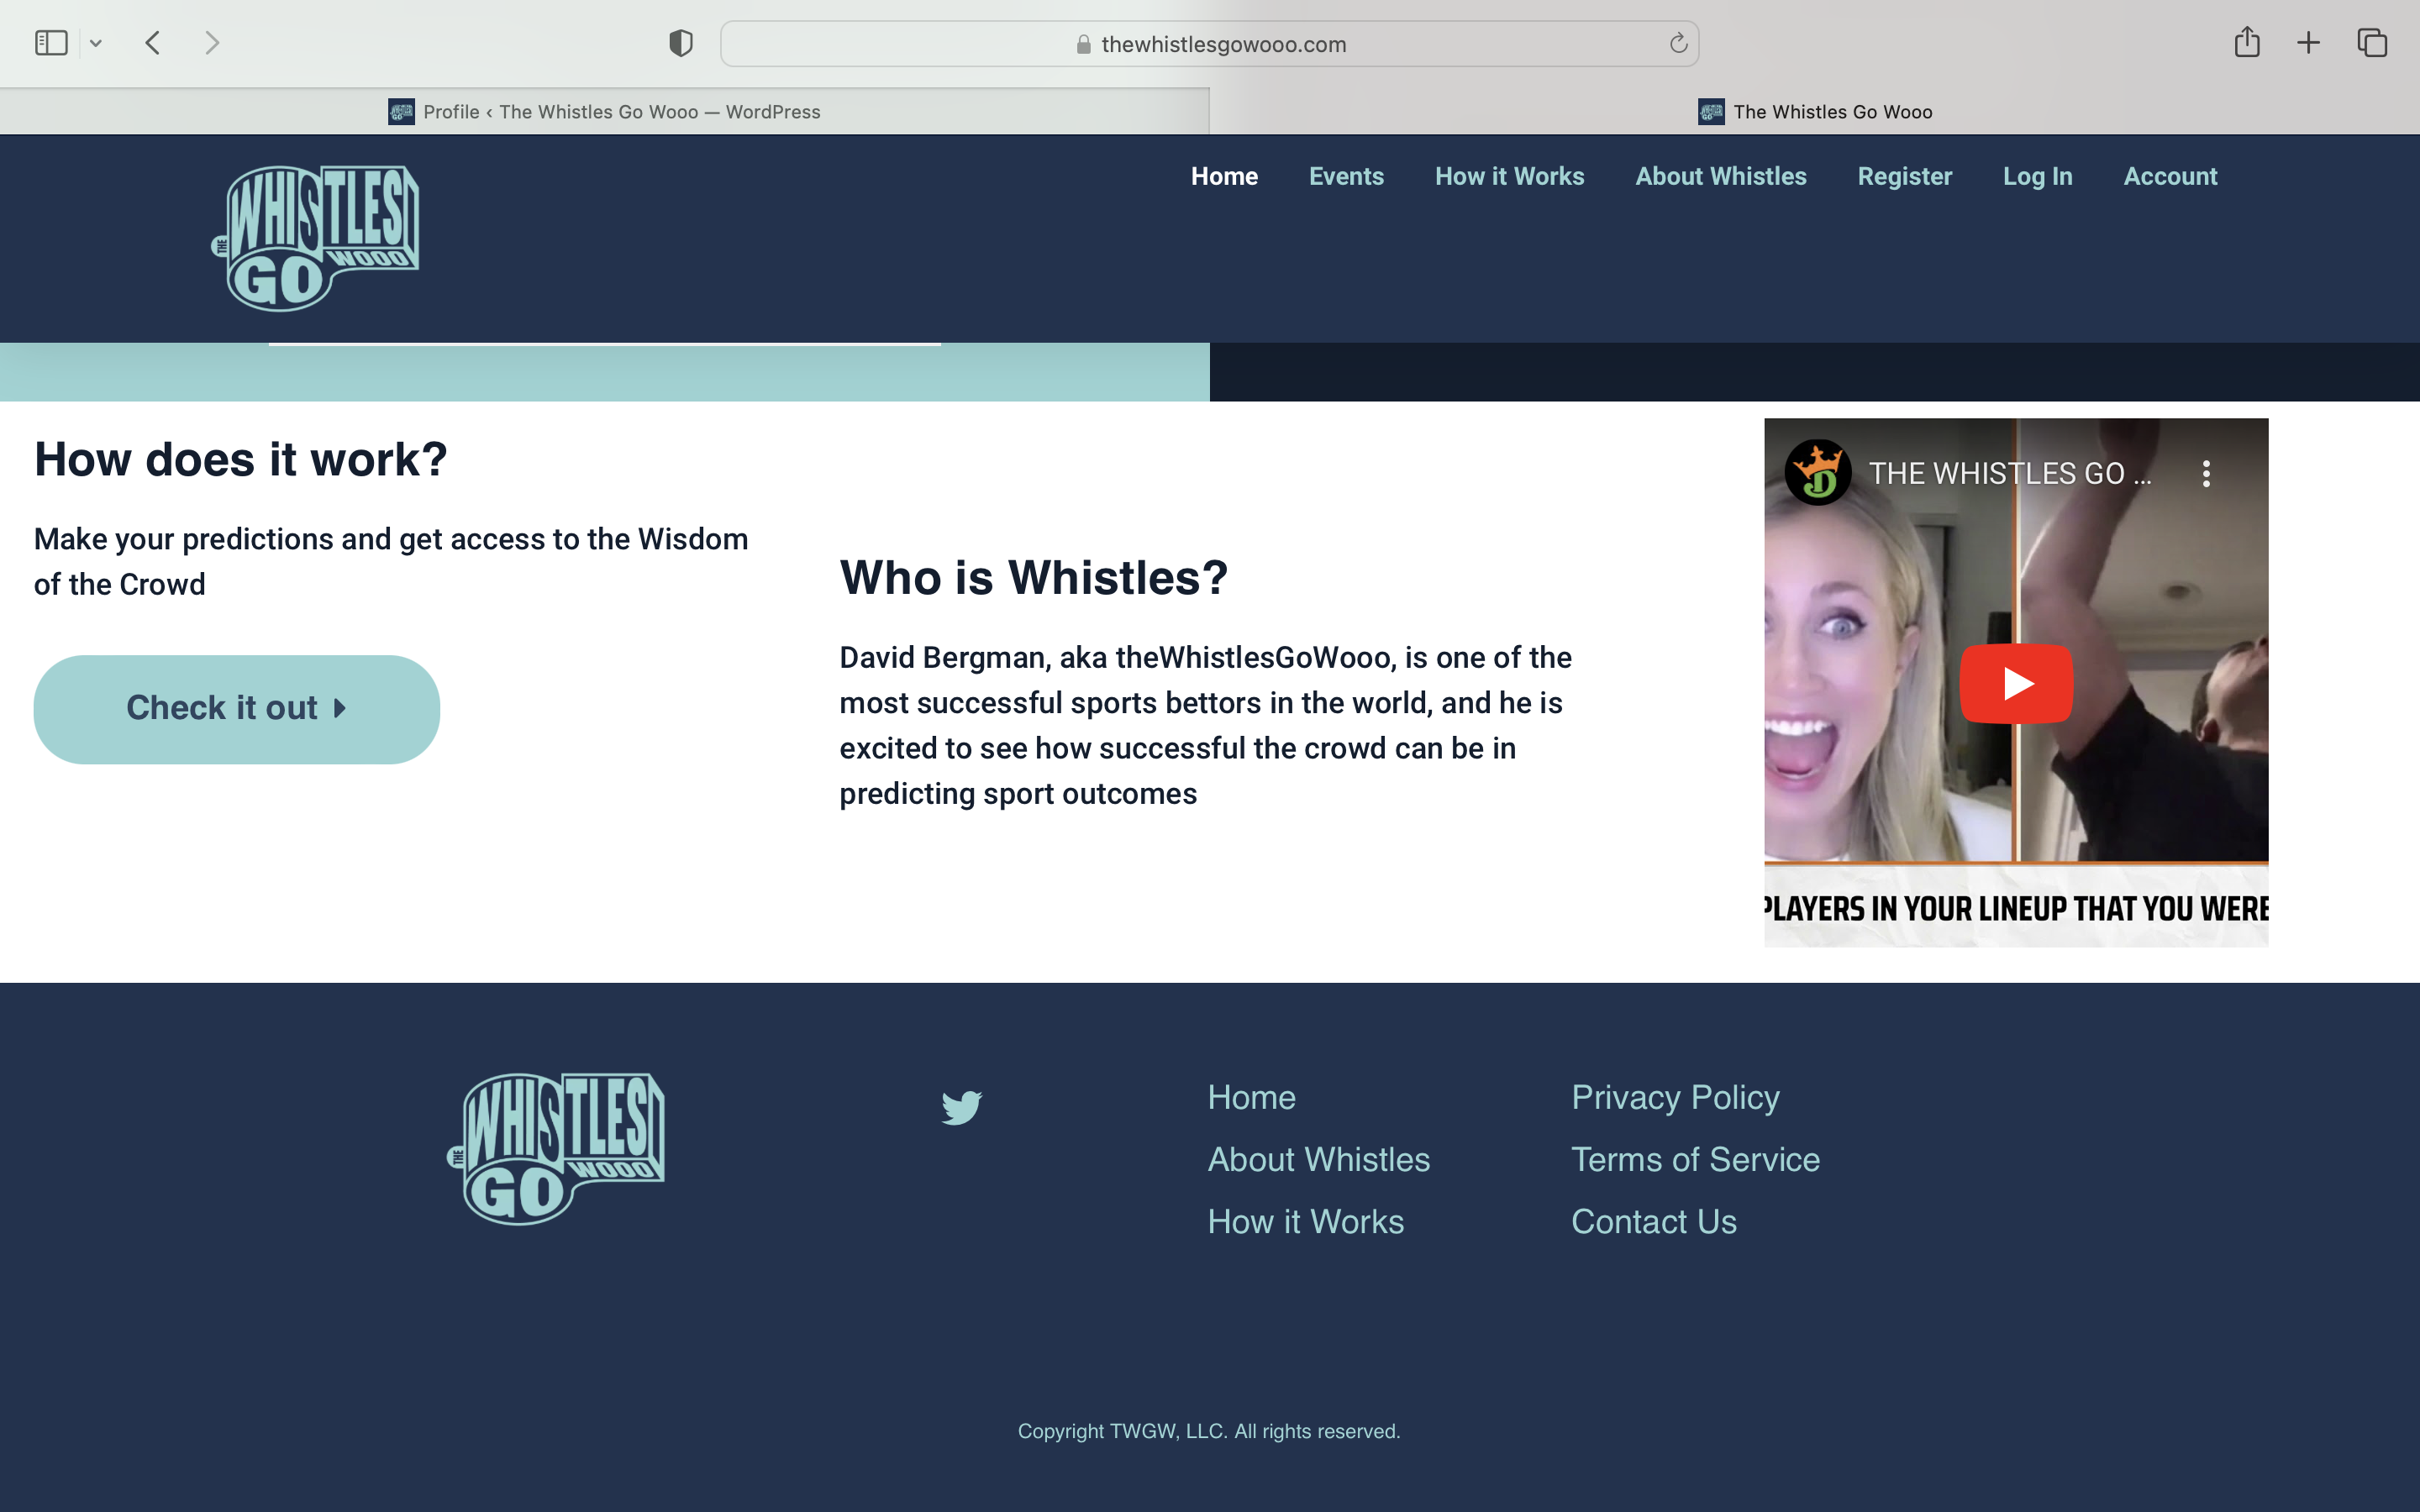 thewhistlesgowooo.com
Profile ‹ The Whistles Go Wooo — WordPress
The Whistles Go Wooo
THE
WHISTLES
GO
WOOO
Home
Events
How it Works
About Whistles
Register
Log In
Account
How does it work?
Make your predictions and get access to the Wisdom
of the Crowd
Check it out
Who is Whistles?
David Bergman, aka theWhistlesGoWooo, is one of the
most successful sports bettors in the world, and he is
excited to see how successful the crowd can be in
predicting sport outcomes
D
THE WHISTLES GO ...
PLAYERS IN YOUR LINEUP THAT YOU WERE
THE
WHISTLES
GO
WOOO
Home
About Whistles
How it Works
Privacy Policy
Terms of Service
Contact Us
Copyright TWGW, LLC. All rights reserved.